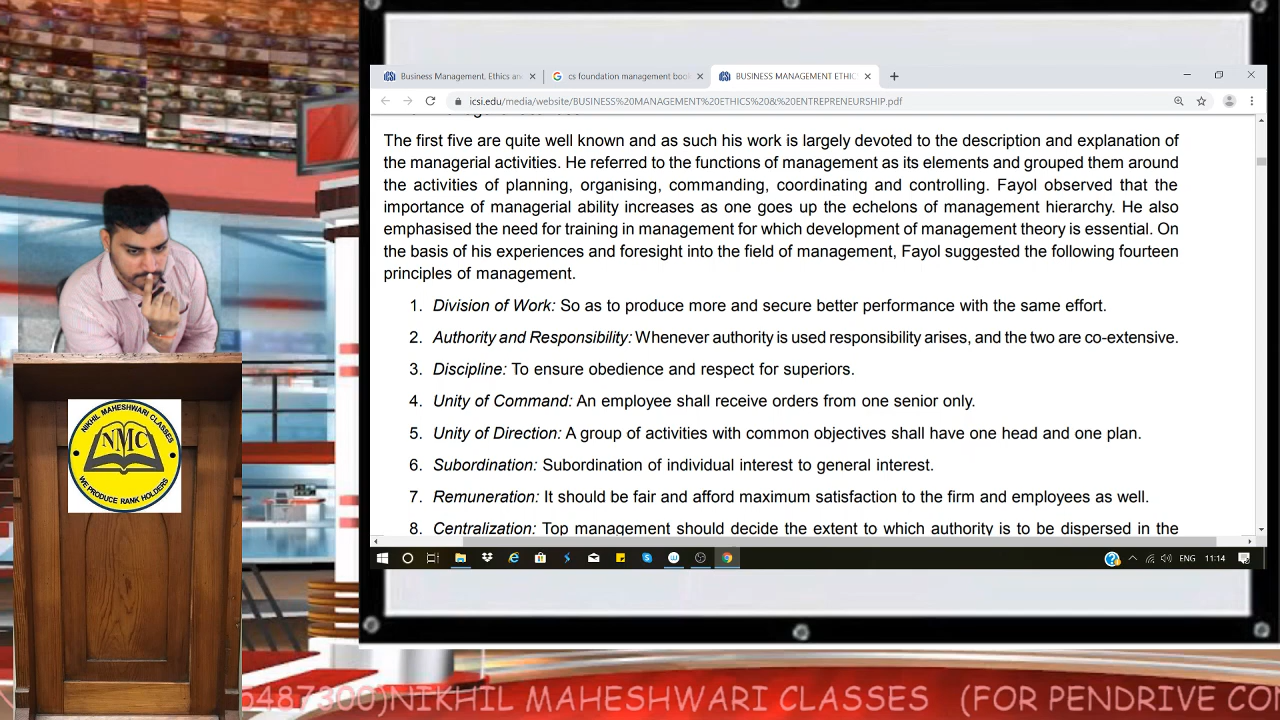 Business Management. Ethics an
cs foundation management boo
BUSINESS MANAGEMENT ETHIC
icsi.edu/media/website/BUSINESS%20MANAGEMENT%20ETHICS%20&%20ENTREPRENEURSHIP.pdf
The first five are quite well known and as such his work is largely devoted to the description and explanation of
the managerial activities. He referred to the functions of management as its elements and grouped them around
the activities of planning, organising, commanding, coordinating and controlling. Fayol observed that the
importance of managerial ability increases as one goes up the echelons of management hierarchy. He also
emphasised the need for training in management for which development of management theory is essential. On
the basis of his experiences and foresight into the field of management, Fayol suggested the following fourteen
principles of management.
1. Division of Work: So as to produce more and secure better performance with the same effort.
2. Authority and Responsibility: Whenever authority is used responsibility arises, and the two are co-extensive.
3. Discipline: To ensure obedience and respect for superiors.
4. Unity of Command: An employee shall receive orders from one senior only.
5. Unity of Direction: A group of activities with common objectives shall have one head and one plan.
6. Subordination: Subordination of individual interest to general interest.
7. Remuneration: It should be fair and afford maximum satisfaction to the firm and employees as well.
8. Centralization: Top management should decide the extent to which authority is to be dispersed in the
ENG 11:14
NIKHIL MAHESHWARI CLASSES
NMC
WE PRODUCE RANK HOLDERS
487300)NIKHIL MAHESHWARI CLASSES (FOR PENDRIVE CO